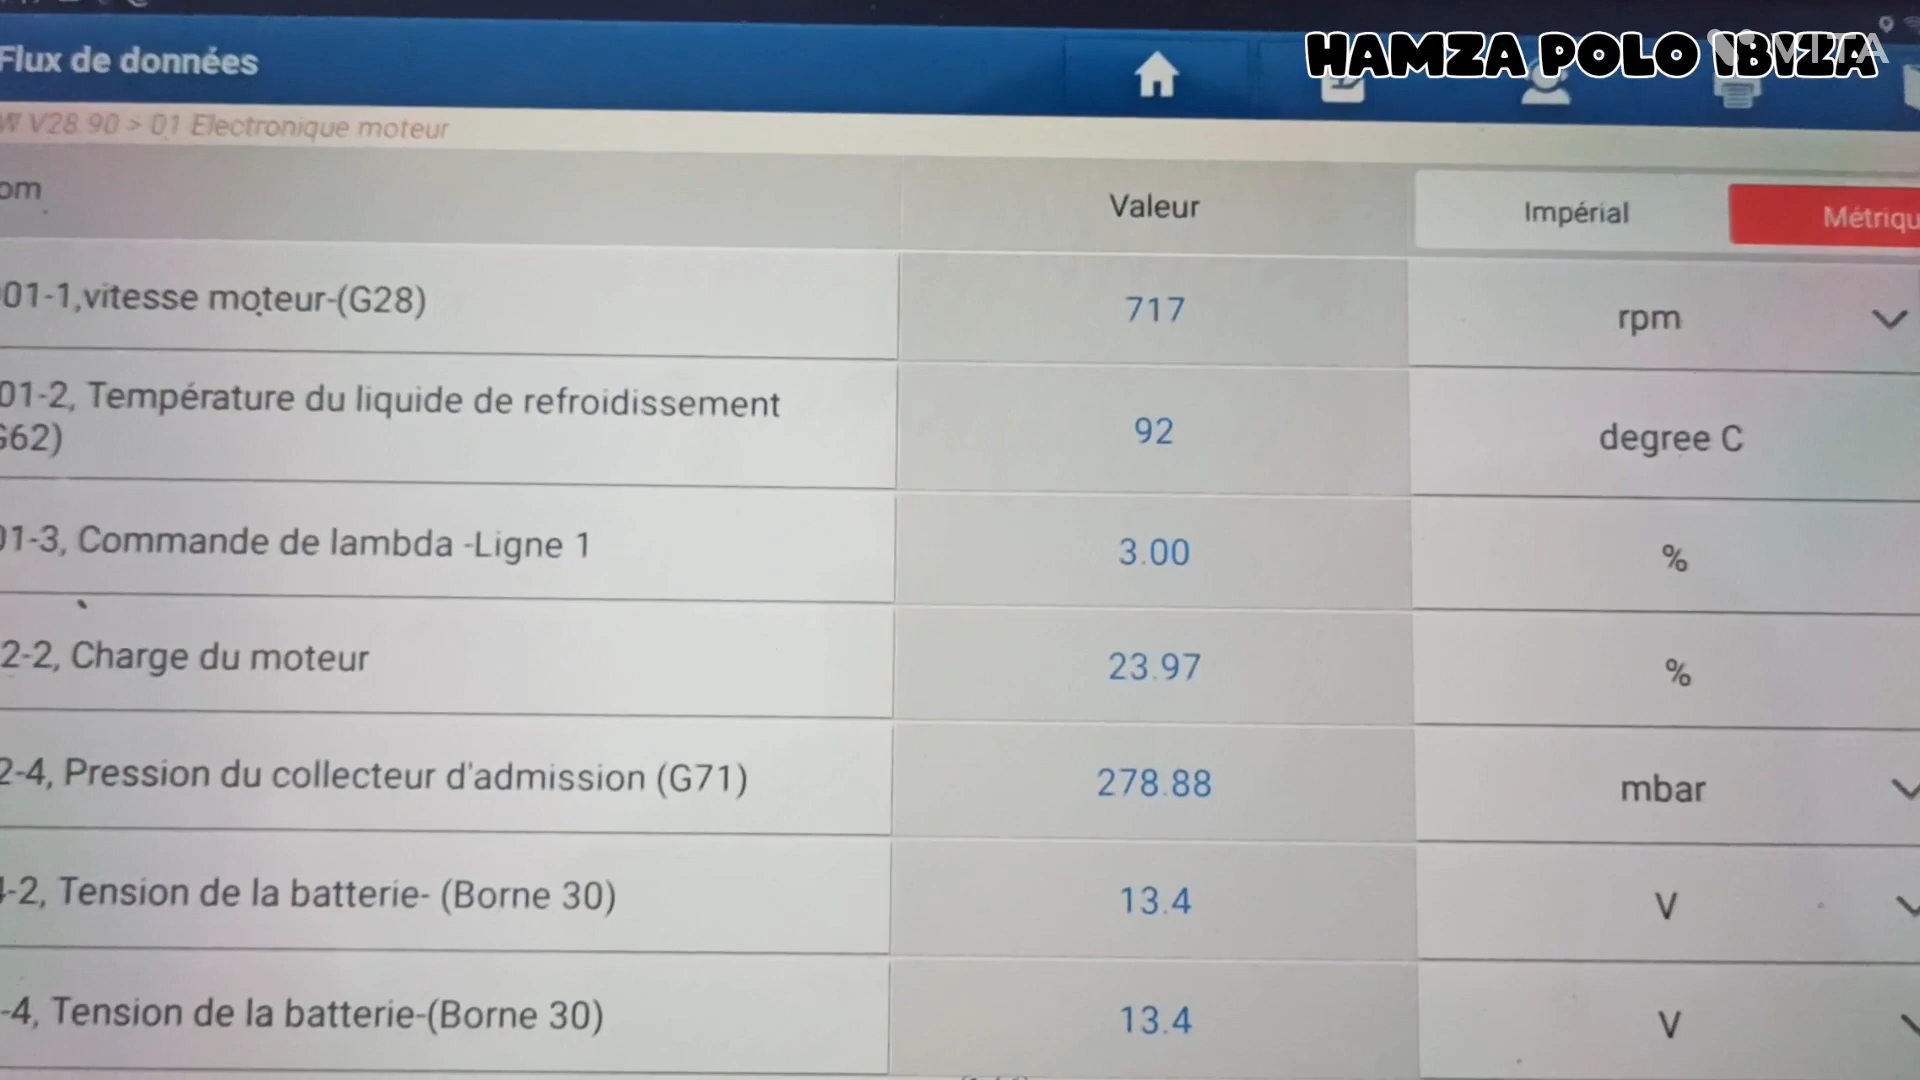 Flux de données
HAMZA POLO IBIZA
VITA
V28.90 > 01 Electronique moteur
om
Valeur
Impérial
Métriqu
01-1,vitesse moteur-(G28)
717
rpm
01-2, Température du liquide de refroidissement
G62)
92
degree C
01-3, Commande de lambda -Ligne 1
3.00
%
2-2, Charge du moteur
23.97
%
2-4, Pression du collecteur d'admission (G71)
278.88
mbar
-2, Tension de la batterie- (Borne 30)
13.4
V
-4, Tension de la batterie-(Borne 30)
13.4
V